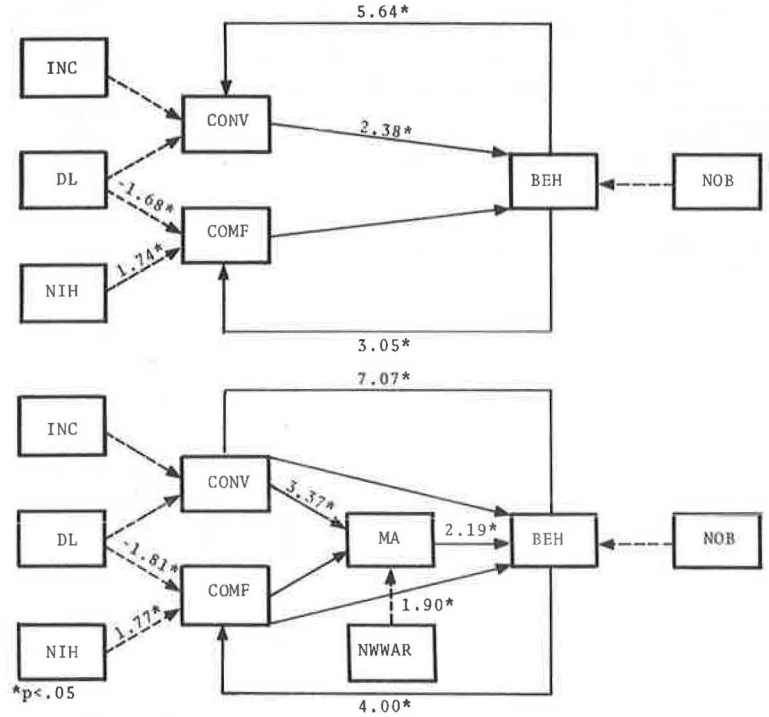 5.64*
INC
CONV
2.38*
DL
BEH
NOB
-1.68*
COMF
1.74*
NIH
3.05*
7.07*
INC
CONV
3.37*
DL
MA
2.19*
BEH
NOB
-1.81*
COMF
1.90*
1.77*
NIH
NWWAR
*p<.05
4.00*